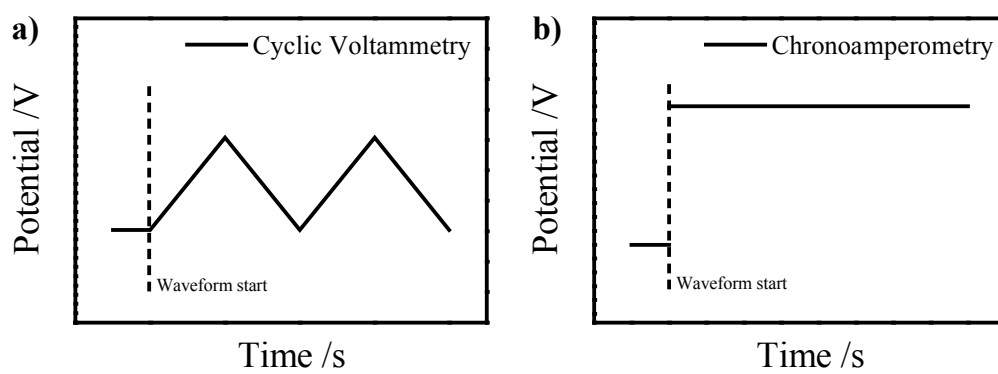 a)
Cyclic Voltammetry
Potential /V
Waveform start
Time /s
b)
Chronoamperometry
Potential /V
Waveform start
Time /s